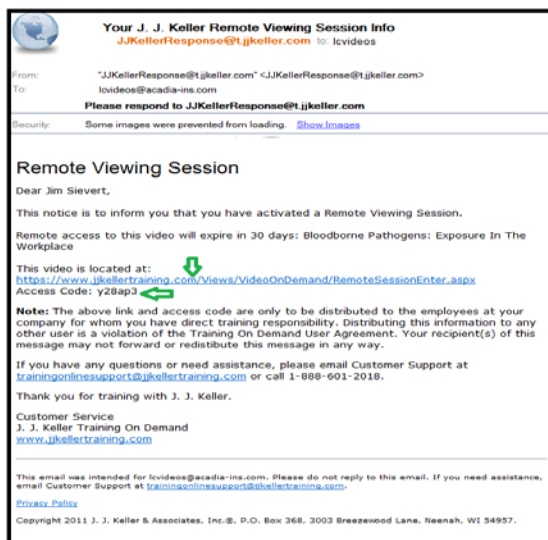 Your J. J. Keller Remote Viewing Session Info
JJKellerResponse@t.jjkeller.com to: lcvideos
From: "JJKellerResponse@t.jjkeller.com" <JJKellerResponse@t.jjkeller.com>
To: lcvideos@acadia-ins.com
Please respond to JJKellerResponse@t.jjkeller.com
Security: Some images were prevented from loading. Show Images
Remote Viewing Session
Dear Jim Sievert,
This notice is to inform you that you have activated a Remote Viewing Session.
Remote access to this video will expire in 30 days: Bloodborne Pathogens: Exposure In The
Workplace
This video is located at:
https://www.jjkellertraining.com/Views/VideoOnDemand/RemoteSessionEnter.aspx
Access Code: y28ap3
Note: The above link and access code are only to be distributed to the employees at your
company for whom you have direct training responsibility. Distributing this information to any
other user is a violation of the Training On Demand User Agreement. Your recipient(s) of this
message may not forward or redistibute this message in any way.
If you have any questions or need assistance, please email Customer Support at
trainingonlinesupport@jjkellertraining.com or call 1-888-601-2018.
Thank you for training with J. J. Keller.
Customer Service
J. J. Keller Training On Demand
www.jjkellertraining.com
This email was intended for lcvideos@acadia-ins.com. Please do not reply to this email. If you need assistance,
email Customer Support at trainingonlinesupport@jjkellertraining.com.
Privacy Policy
Copyright 2011 J. J. Keller & Associates, Inc.®, P.O. Box 368, 3003 Breezewood Lane, Neenah, WI 54957.